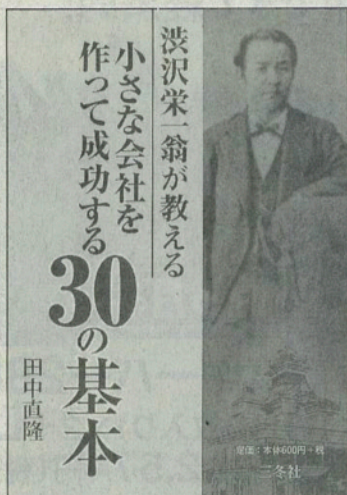 渋沢栄一翁が教える
小さな会社を
作って成功する
30の基本
田中直隆
定価:本体600円+税
三冬社